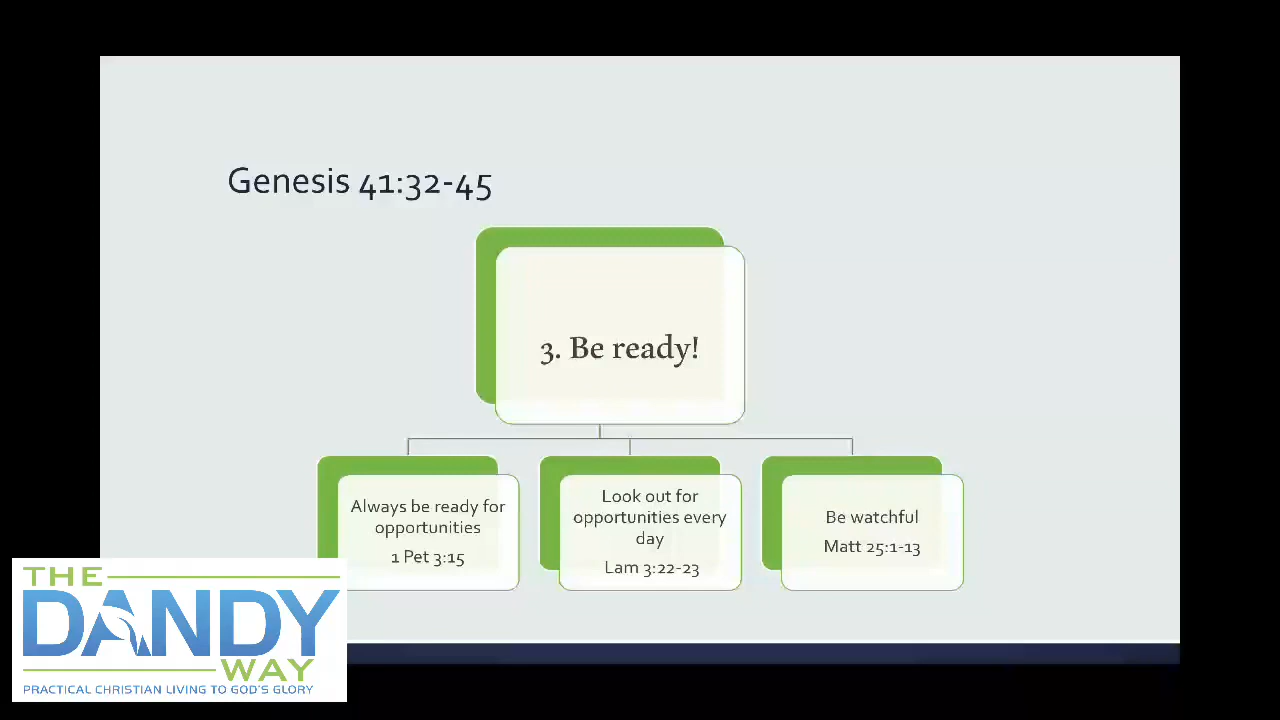 Genesis 41:32-45
3. Be ready!
Always be ready for
opportunities
1 Pet 3:15
Look out for
opportunities every
day
Lam 3:22-23
Be watchful
Matt 25:1-13
THE
DANDY
WAY
PRACTICAL CHRISTIAN LIVING TO GOD'S GLORY